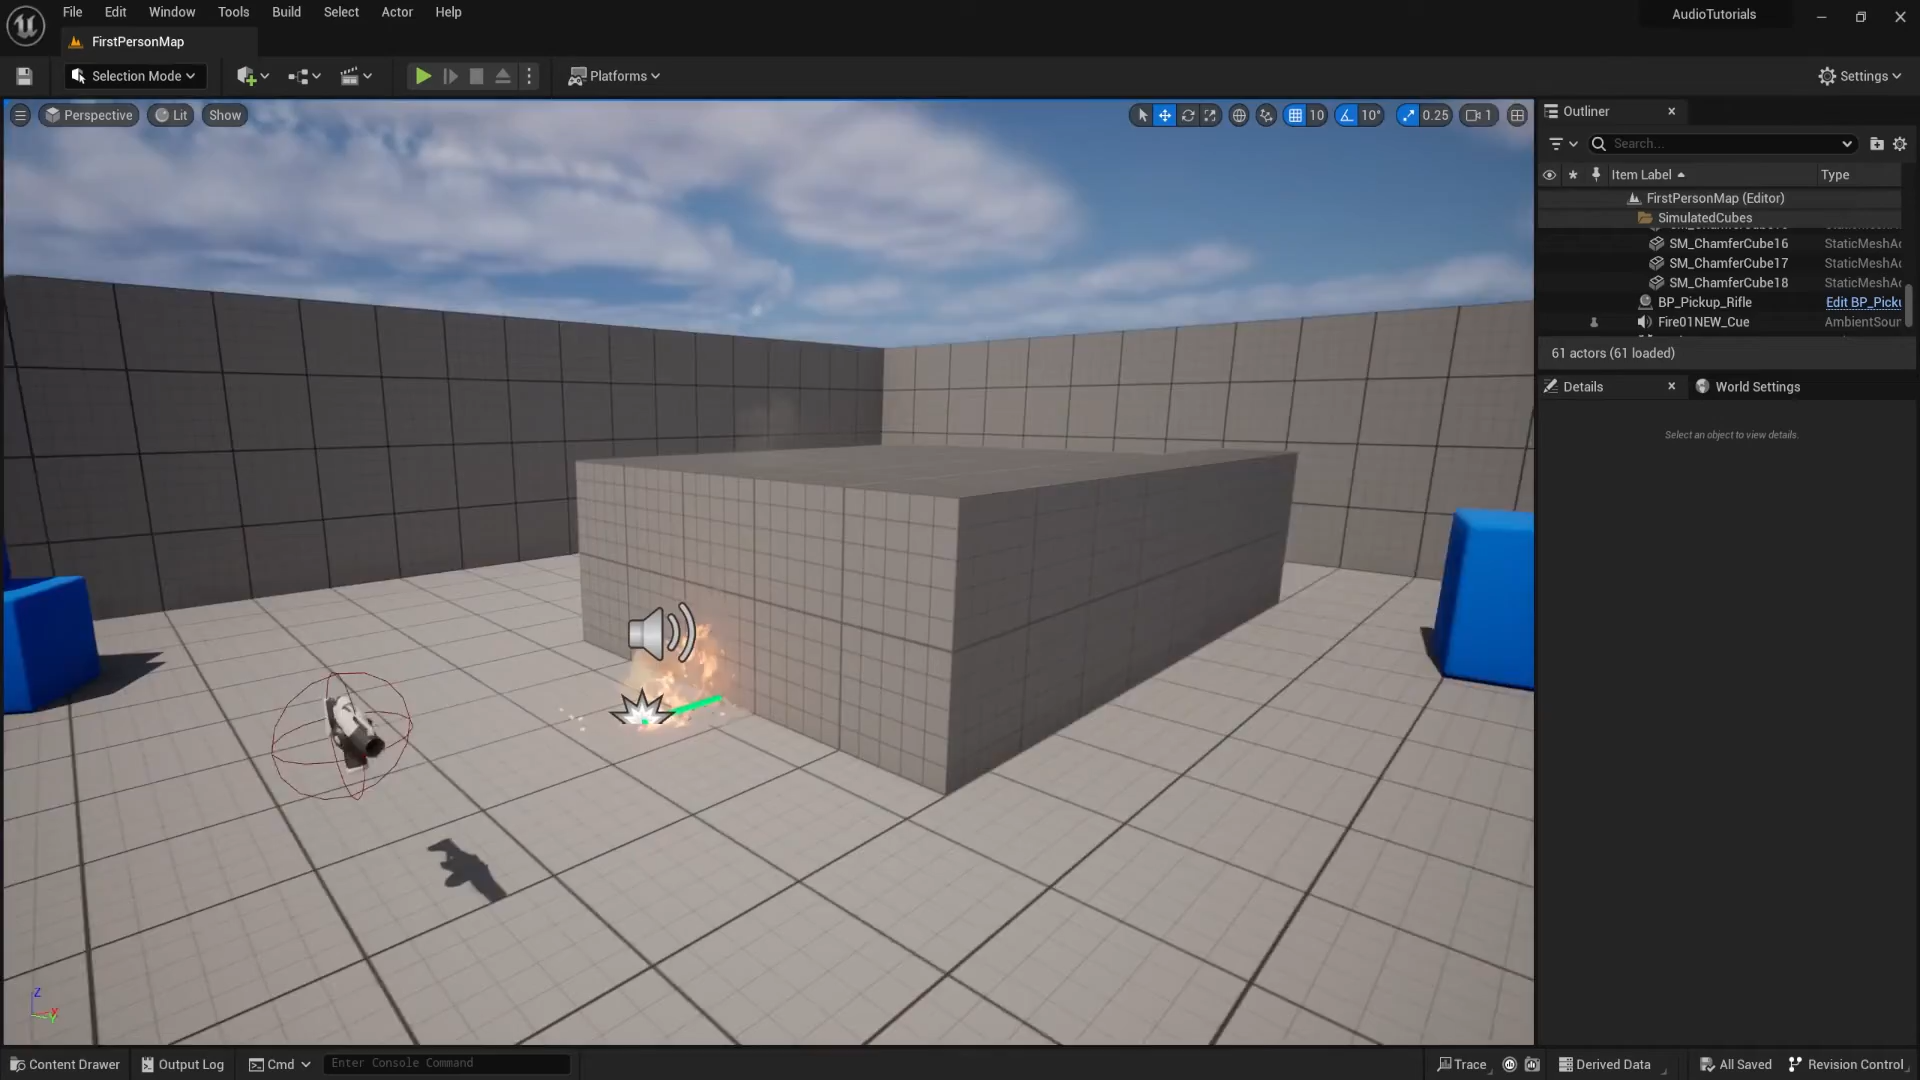 File Edit Window Tools Build Select Actor Help
AudioTutorials
FirstPersonMap
Selection Mode
Platforms
Settings
Perspective Lit Show
10 10° 0.25 1
Outliner
Search...
Item Label Type
FirstPersonMap (Editor)
SimulatedCubes
SM_ChamferCube16 StaticMeshAc
SM_ChamferCube17 StaticMeshAc
SM_ChamferCube18 StaticMeshAc
BP_Pickup_Rifle Edit BP_Picku
Fire01NEW_Cue AmbientSoun
61 actors (61 loaded)
Details World Settings
Select an object to view details.
Z
Content Drawer Output Log Cmd Enter Console Command
Trace Derived Data All Saved Revision Control